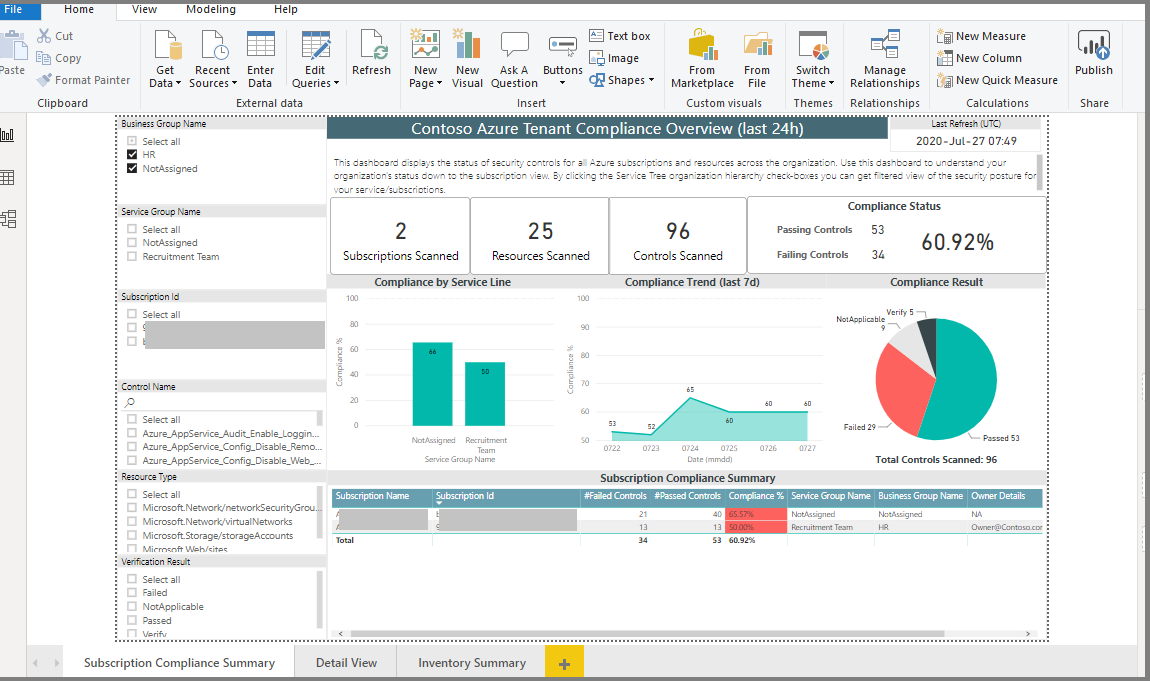 File Home View Modeling Help
Paste
Cut
Copy
Format Painter
Clipboard
Get Data
Recent Sources
Enter Data
Edit Queries
External data
Refresh
New Page
New Visual
Ask A Question
Buttons
Text box
Image
Shapes
Insert
From Marketplace
From File
Custom visuals
Switch Theme
Themes
Manage Relationships
Relationships
New Measure
New Column
New Quick Measure
Calculations
Publish
Share
Business Group Name
Select all
HR
NotAssigned
Service Group Name
Select all
NotAssigned
Recruitment Team
Subscription Id
Select all
Control Name
Select all
Azure_AppService_Audit_Enable_Loggin...
Azure_AppService_Config_Disable_Remo...
Azure_AppService_Config_Disable_Web_...
Resource Type
Select all
Microsoft.Network/networkSecurityGrou...
Microsoft.Network/virtualNetworks
Microsoft.Storage/storageAccounts
Microsoft.Web/sites
Verification Result
Select all
Failed
NotApplicable
Passed
Verify
Contoso Azure Tenant Compliance Overview (last 24h)
Last Refresh (UTC)
2020-Jul-27 07:49
This dashboard displays the status of security controls for all Azure subscriptions and resources across the organization. Use this dashboard to understand your
organization's status down to the subscription view. By clicking the Service Tree organization hierarchy check-boxes you can get filtered view of the security posture for
your service/subscriptions.
2
Subscriptions Scanned
25
Resources Scanned
96
Controls Scanned
Compliance Status
Passing Controls 53
Failing Controls 34
60.92%
Compliance by Service Line
100
80
60
40
20
0
Compliance %
66
50
NotAssigned
Recruitment
Team
Service Group Name
Compliance Trend (last 7d)
100
90
80
70
60
50
Compliance %
53
52
65
60
60
60
0722 0723 0724 0725 0726 0727
Date (mmdd)
Compliance Result
Verify 5
NotApplicable
9
Failed 29
Passed 53
Total Controls Scanned: 96
Subscription Compliance Summary
Subscription Name Subscription Id #Failed Controls #Passed Controls Compliance % Service Group Name Business Group Name Owner Details
21 40 65.57% NotAssigned NotAssigned NA
13 13 50.00% Recruitment Team HR Owner@Contoso.cor
Total 34 53 60.92%
Subscription Compliance Summary Detail View Inventory Summary +